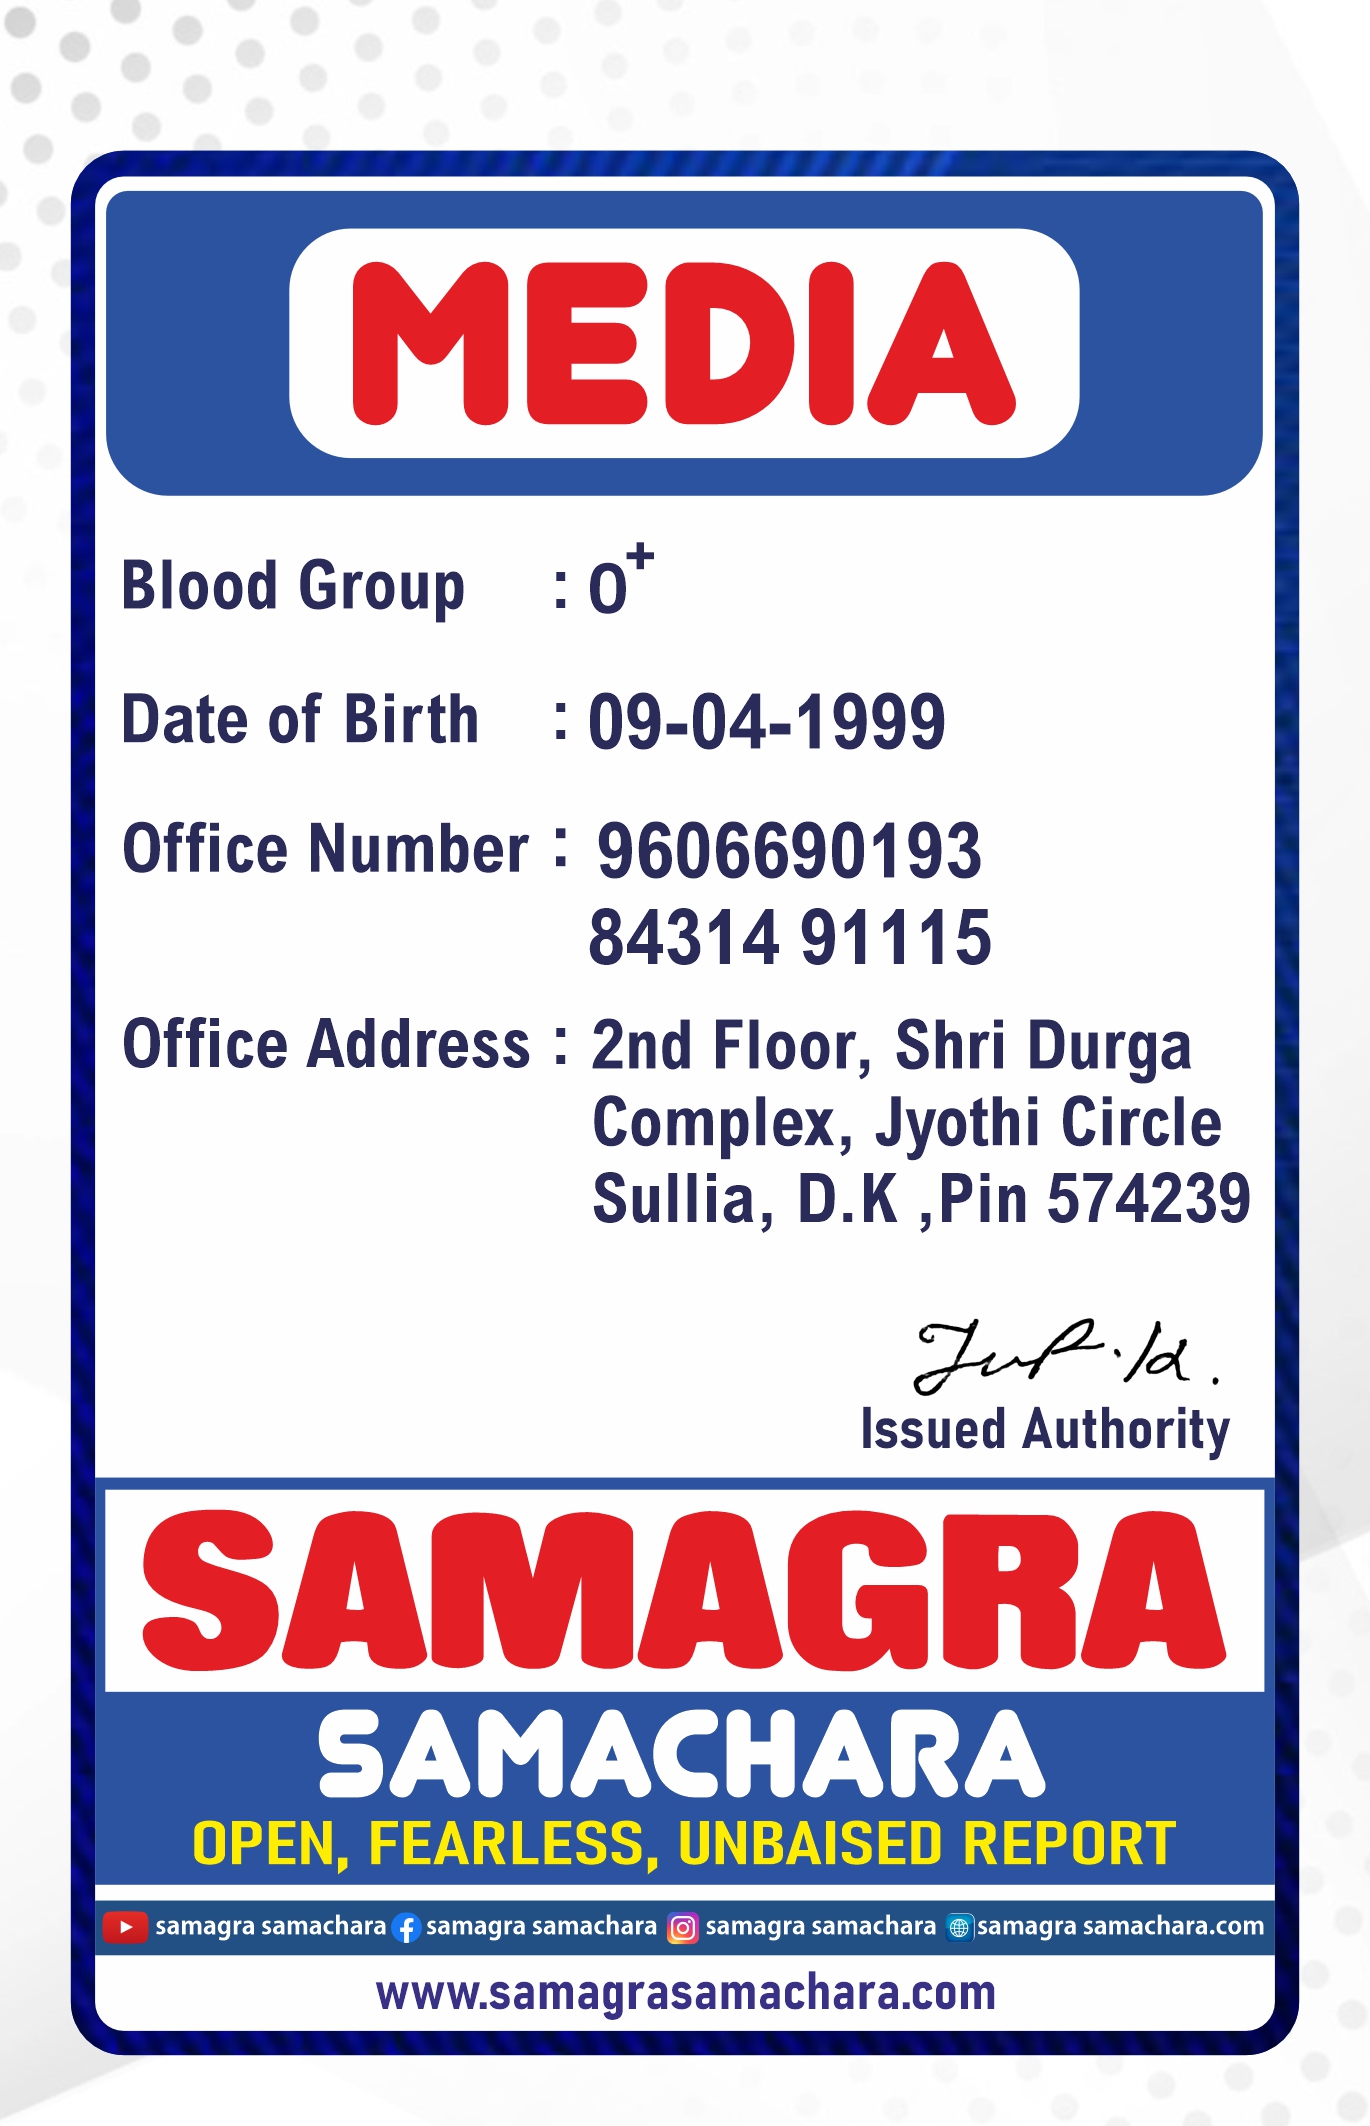 MEDIA
Blood Group : O+
Date of Birth : 09-04-1999
Office Number : 9606690193
84314 91115
Office Address : 2nd Floor, Shri Durga
Complex, Jyothi Circle
Sullia, D.K ,Pin 574239
Issued Authority
SAMAGRA
SAMACHARA
OPEN, FEARLESS, UNBAISED REPORT
samagra samachara samagra samachara samagra samachara samagra samachara.com
www.samagrasamachara.com